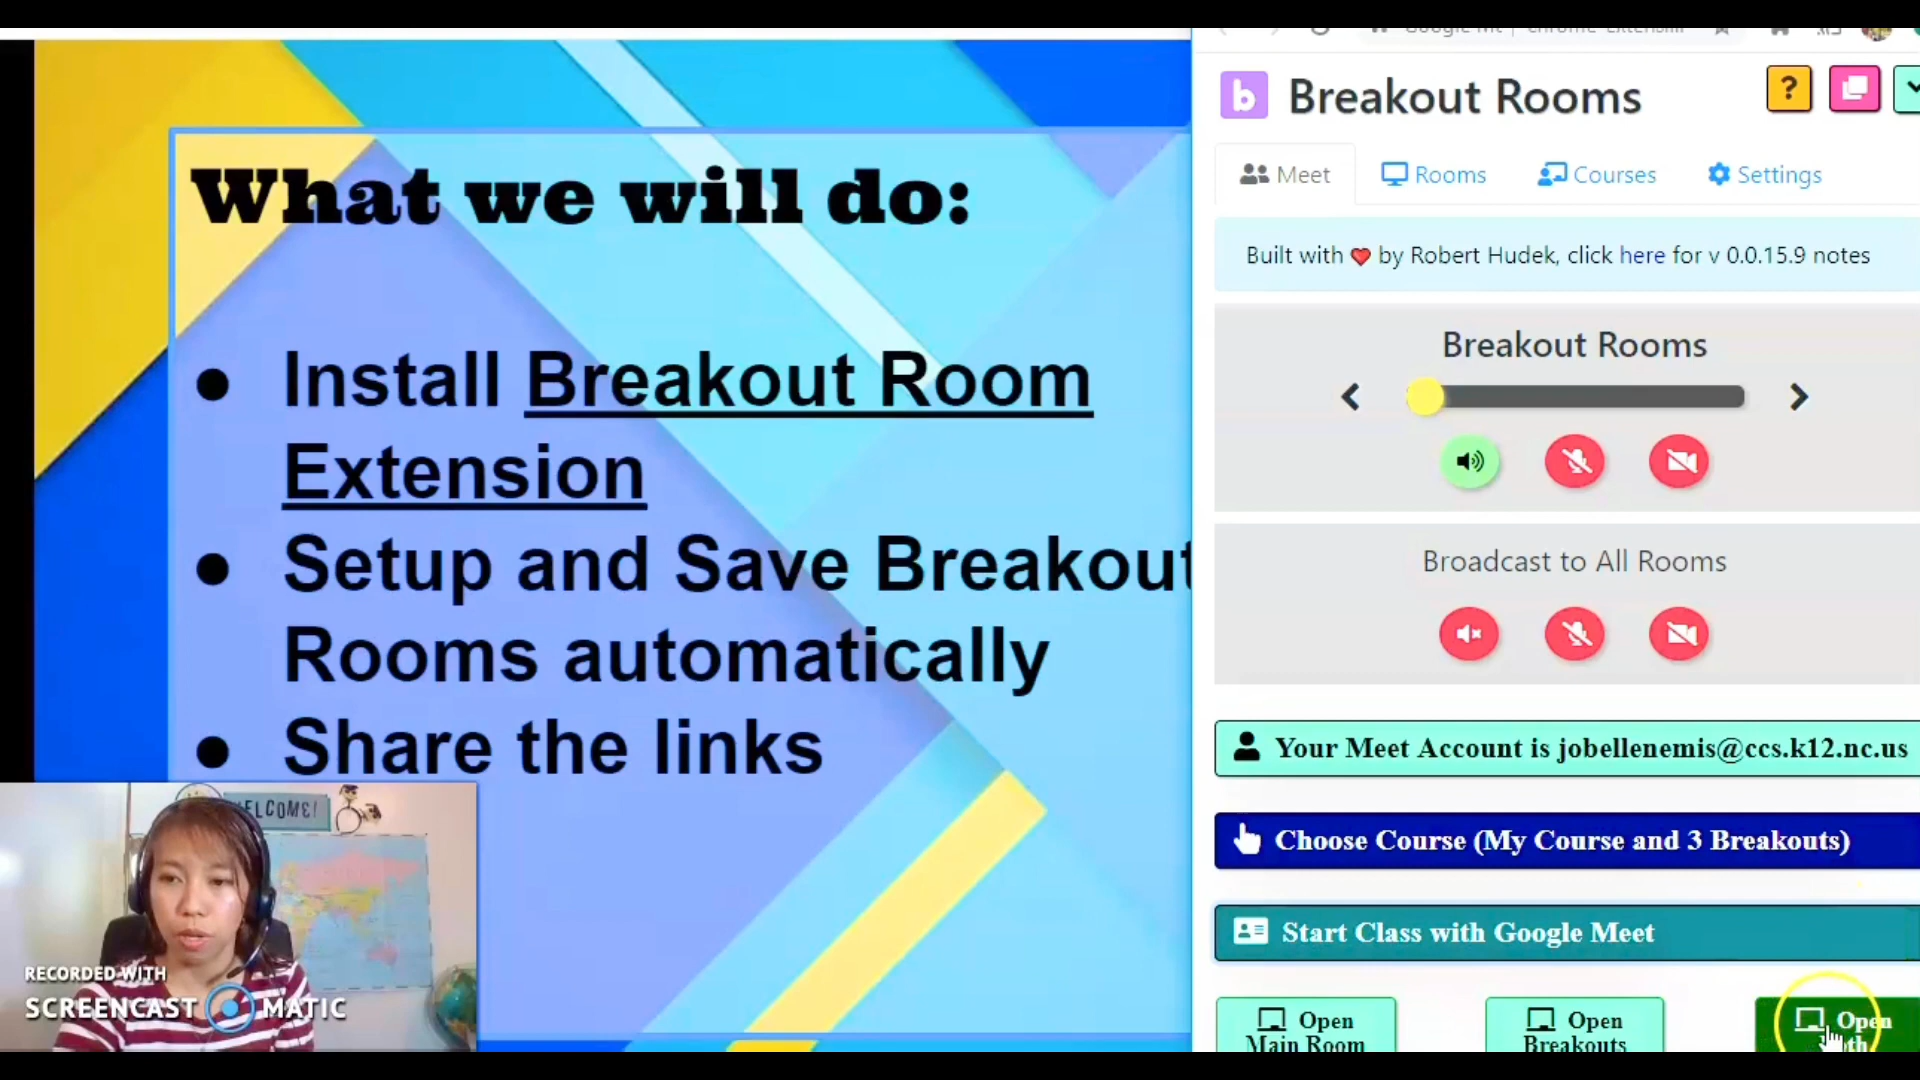 What we will do:
● Install Breakout Room
Extension
● Setup and Save Breakout
Rooms automatically
● Share the links
WELCOME!
RECORDED WITH
SCREENCAST MATIC
b Breakout Rooms
?
Meet Rooms Courses Settings
Built with ❤ by Robert Hudek, click here for v 0.0.15.9 notes
Breakout Rooms
Broadcast to All Rooms
Your Meet Account is jobellenemis@ccs.k12.nc.us
Choose Course (My Course and 3 Breakouts)
Start Class with Google Meet
Open
Main Room
Open
Breakouts
Open